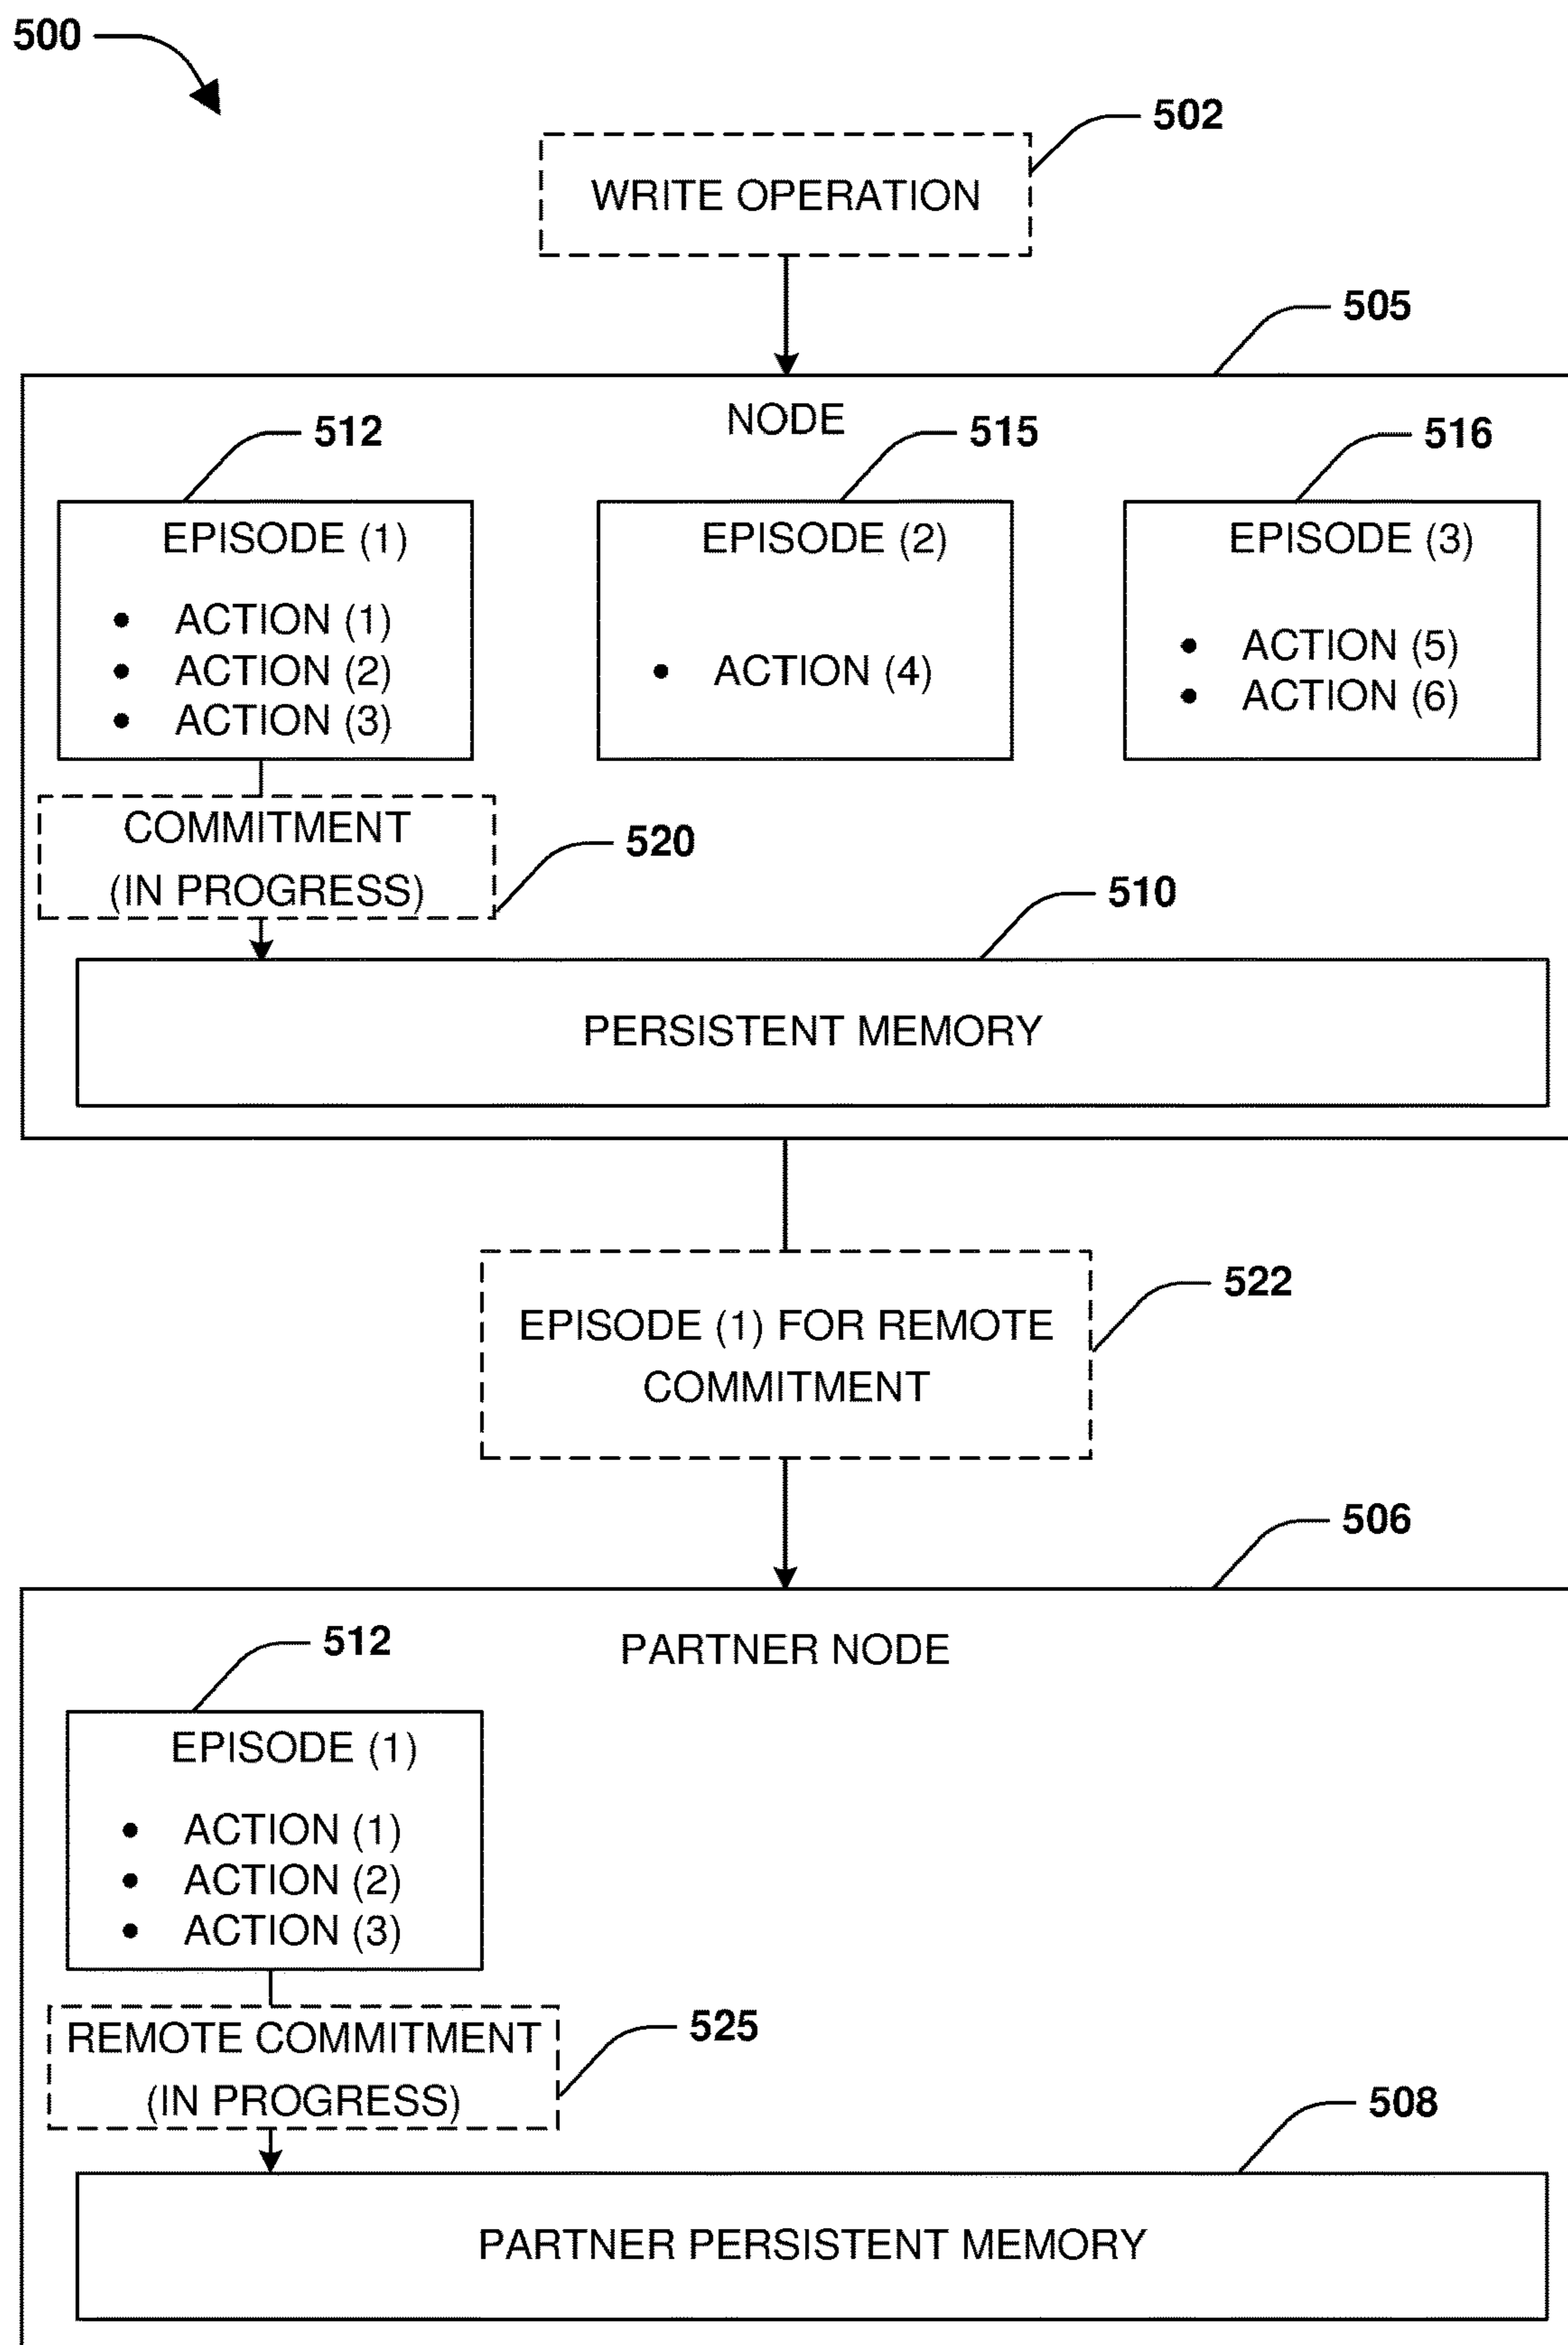 500
502
WRITE OPERATION
505
NODE
512
515
516
EPISODE (1)
• ACTION (1)
• ACTION (2)
• ACTION (3)
EPISODE (2)
• ACTION (4)
EPISODE (3)
• ACTION (5)
• ACTION (6)
COMMITMENT
(IN PROGRESS)
520
510
PERSISTENT MEMORY
EPISODE (1) FOR REMOTE
COMMITMENT
522
506
PARTNER NODE
512
EPISODE (1)
• ACTION (1)
• ACTION (2)
• ACTION (3)
REMOTE COMMITMENT
(IN PROGRESS)
525
508
PARTNER PERSISTENT MEMORY